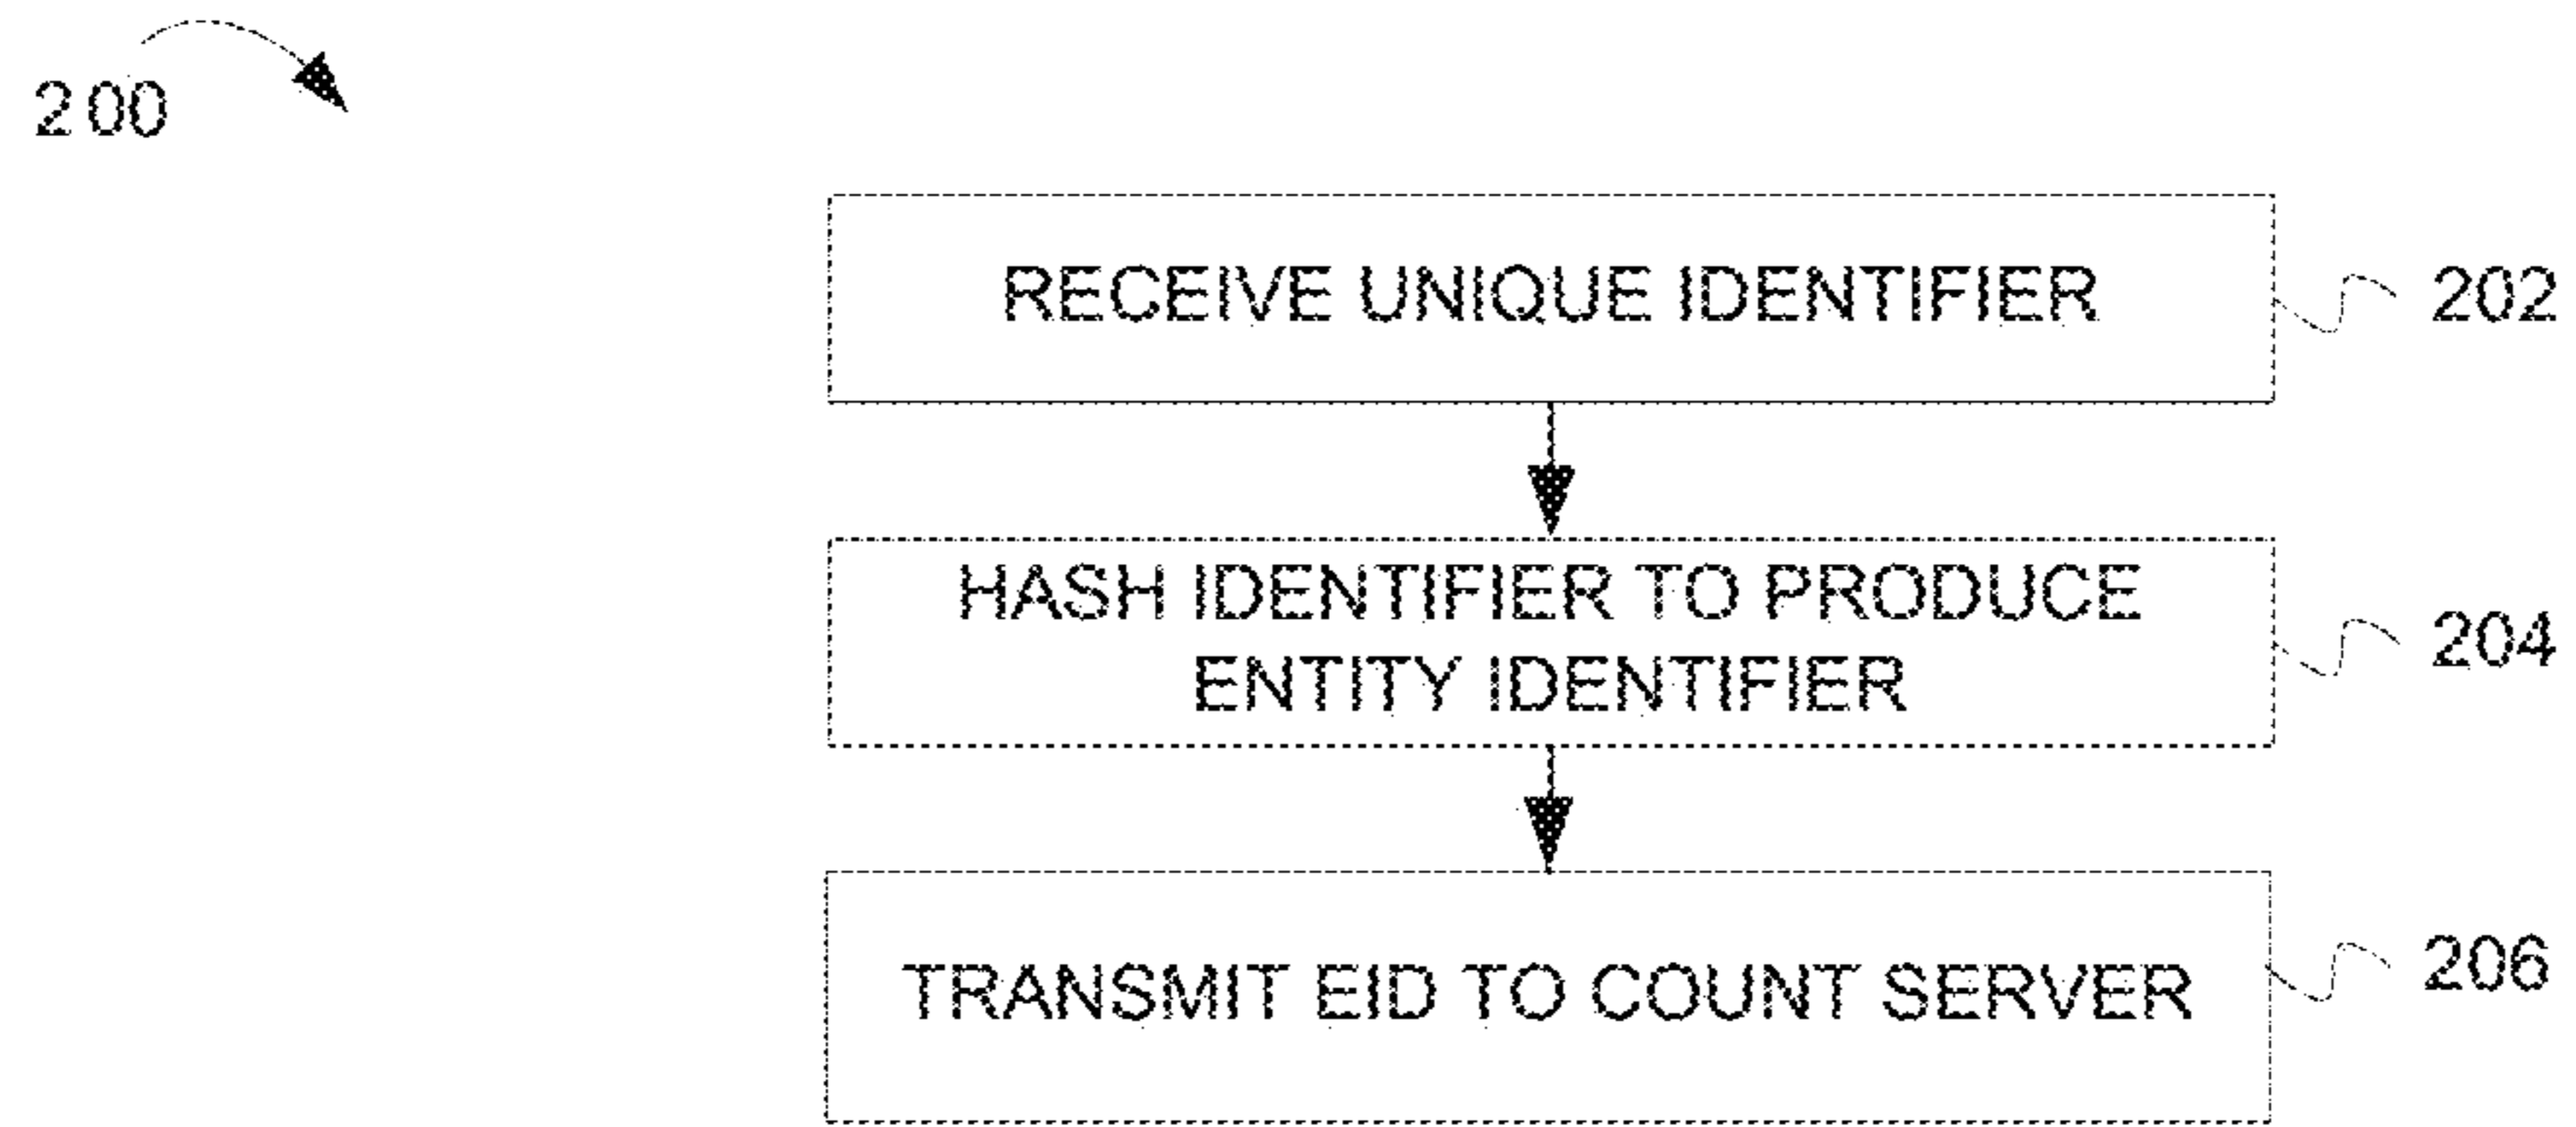 200
RECEIVE UNIQUE IDENTIFIER
202
HASH IDENTIFIER TO PRODUCE
ENTITY IDENTIFIER
204
TRANSMIT EID TO COUNT SERVER
206